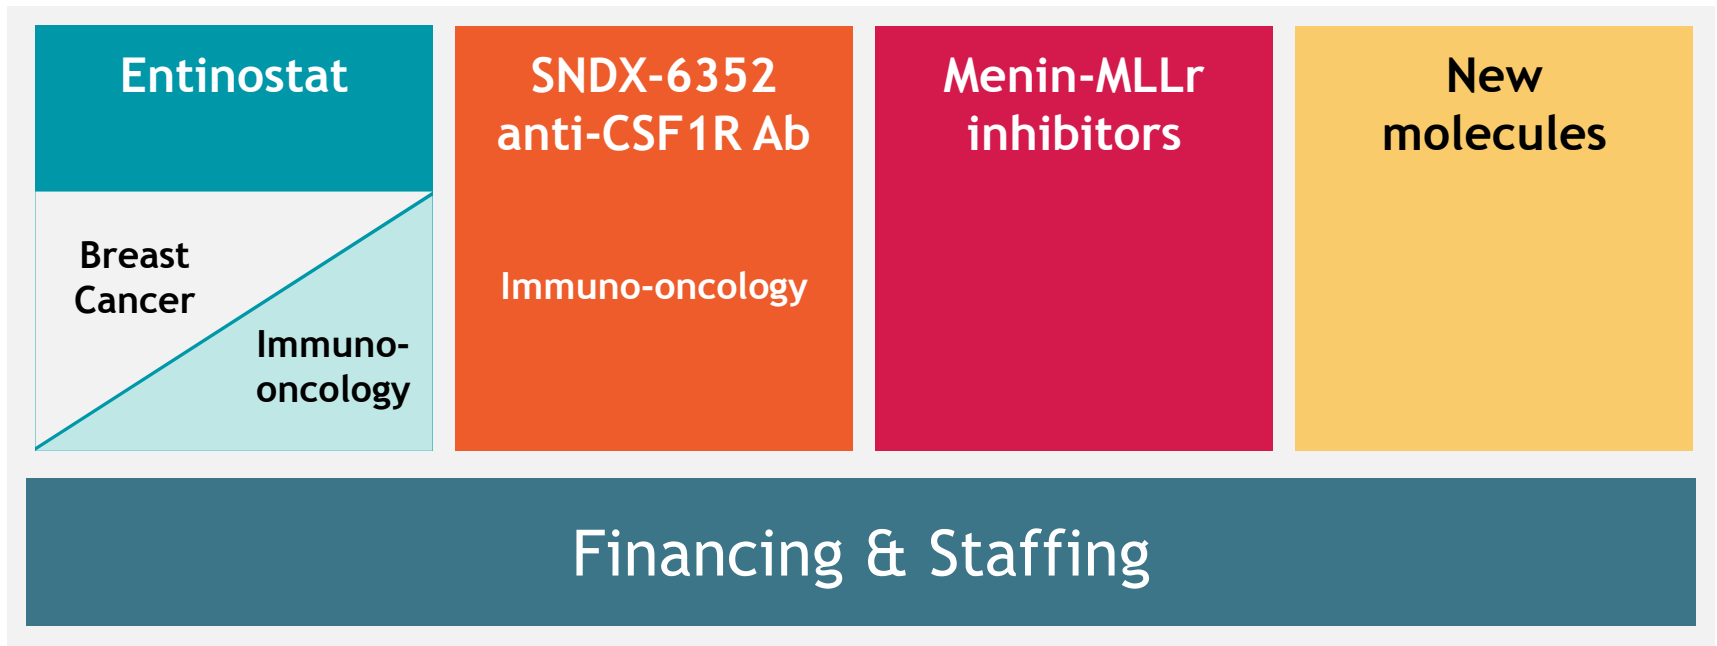 Entinostat
Breast
Cancer
Immuno-
oncology
SNDX-6352
anti-CSF1R Ab
Immuno-oncology
Menin-MLLr
inhibitors
New
molecules
Financing & Staffing